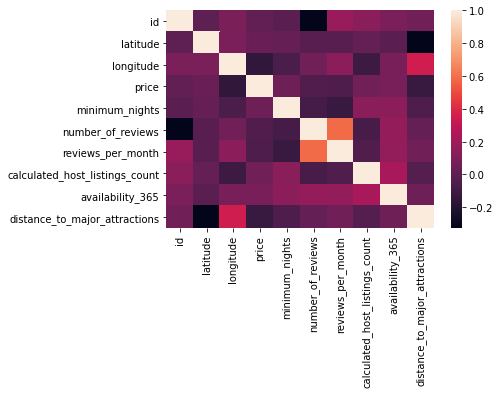 id
latitude
longitude
price
minimum_nights
number_of_reviews
reviews_per_month
calculated_host_listings_count
availability_365
distance_to_major_attractions
id
latitude
longitude
price
minimum_nights
number_of_reviews
reviews_per_month
calculated_host_listings_count
availability_365
distance_to_major_attractions
1.0
0.8
0.6
0.4
0.2
0.0
−0.2